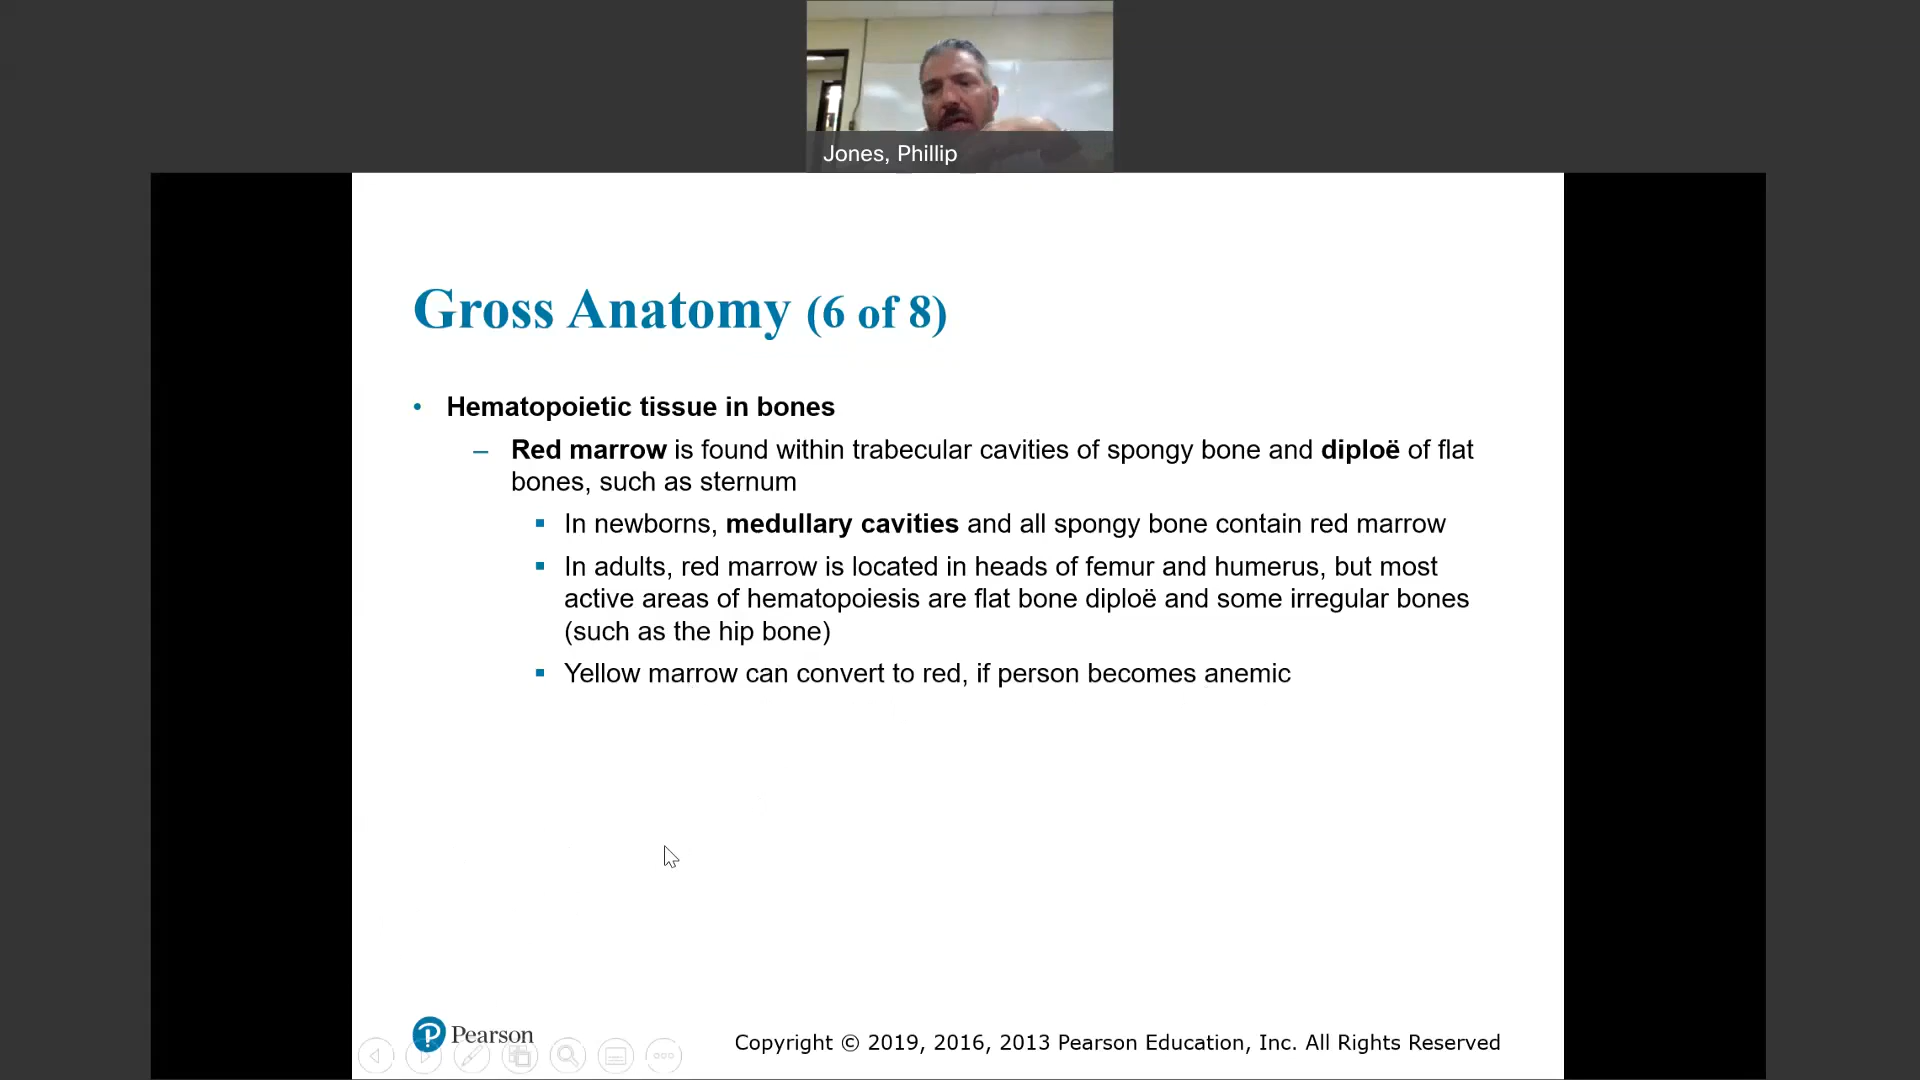 Jones, Phillip
Gross Anatomy (6 of 8)
• Hematopoietic tissue in bones
– Red marrow is found within trabecular cavities of spongy bone and diploë of flat
bones, such as sternum
▪ In newborns, medullary cavities and all spongy bone contain red marrow
▪ In adults, red marrow is located in heads of femur and humerus, but most
active areas of hematopoiesis are flat bone diploë and some irregular bones
(such as the hip bone)
▪ Yellow marrow can convert to red, if person becomes anemic
Pearson
Copyright © 2019, 2016, 2013 Pearson Education, Inc. All Rights Reserved